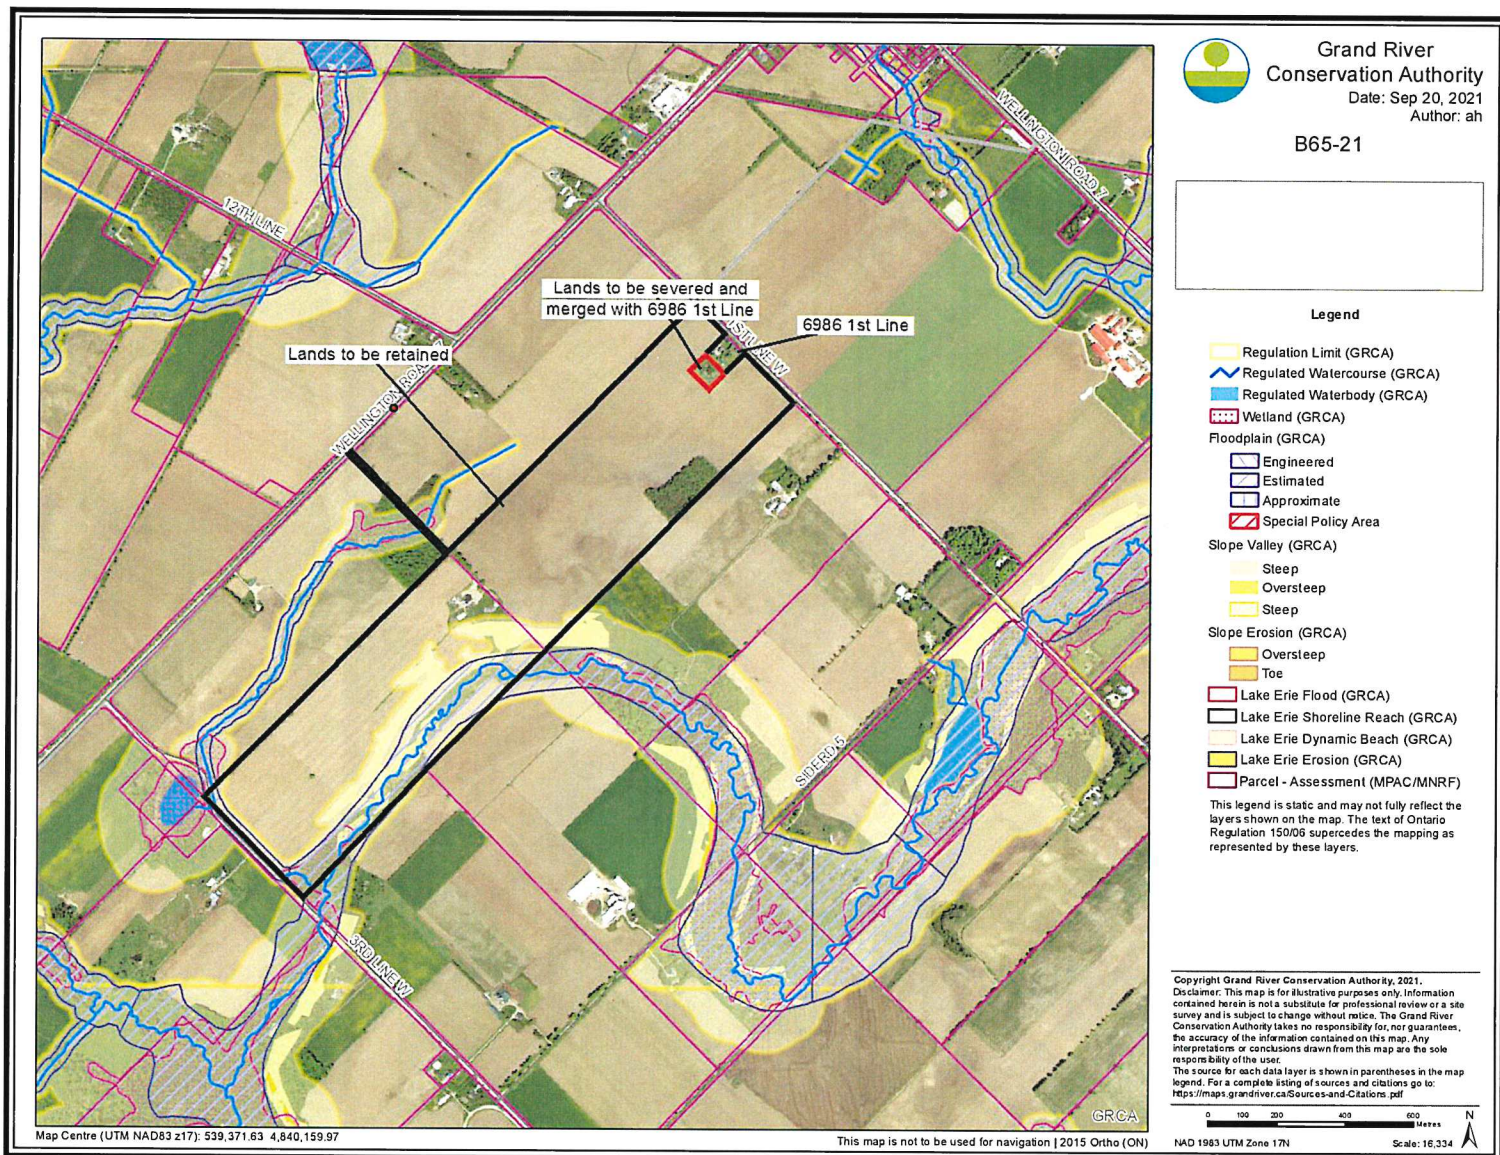 Grand River
Conservation Authority
Date: Sep 20, 2021
Author: ah
B65-21
12TH LINE
WELLINGTON ROAD 7
Lands to be severed and
merged with 6986 1st Line
1ST LINE W
6986 1st Line
Lands to be retained
WELLINGTON ROAD
SIDERD 5
3RD LINE W
GRCA
Legend
Regulation Limit (GRCA)
Regulated Watercourse (GRCA)
Regulated Waterbody (GRCA)
Wetland (GRCA)
Floodplain (GRCA)
Engineered
Estimated
Approximate
Special Policy Area
Slope Valley (GRCA)
Steep
Oversteep
Steep
Slope Erosion (GRCA)
Oversteep
Toe
Lake Erie Flood (GRCA)
Lake Erie Shoreline Reach (GRCA)
Lake Erie Dynamic Beach (GRCA)
Lake Erie Erosion (GRCA)
Parcel - Assessment (MPAC/MNRF)
This legend is static and may not fully reflect the
layers shown on the map. The text of Ontario
Regulation 150/06 supercedes the mapping as
represented by these layers.
Copyright Grand River Conservation Authority, 2021.
Disclaimer: This map is for illustrative purposes only. Information
contained herein is not a substitute for professional review or a site
survey and is subject to change without notice. The Grand River
Conservation Authority takes no responsibility for, nor guarantees,
the accuracy of the information contained on this map. Any
interpretations or conclusions drawn from this map are the sole
responsibility of the user.
The source for each data layer is shown in parentheses in the map
legend. For a complete listing of sources and citations go to:
https://maps.grandriver.ca/Sources-and-Citations.pdf
0 100 200 400 600
Metres
N
NAD 1983 UTM Zone 17N
Scale: 16,334
Map Centre (UTM NAD83 z17): 539,371.63 4,840,159.97
This map is not to be used for navigation | 2015 Ortho (ON)